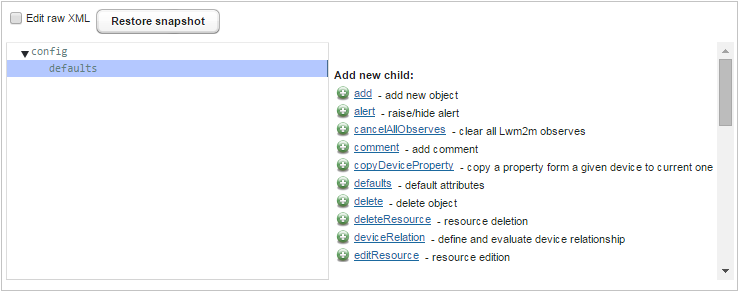 Edit raw XML Restore snapshot
config
defaults
Add new child:
add - add new object
alert - raise/hide alert
cancelAllObserves - clear all Lwm2m observes
comment - add comment
copyDeviceProperty - copy a property form a given device to current one
defaults - default attributes
delete - delete object
deleteResource - resource deletion
deviceRelation - define and evaluate device relationship
editResource - resource edition